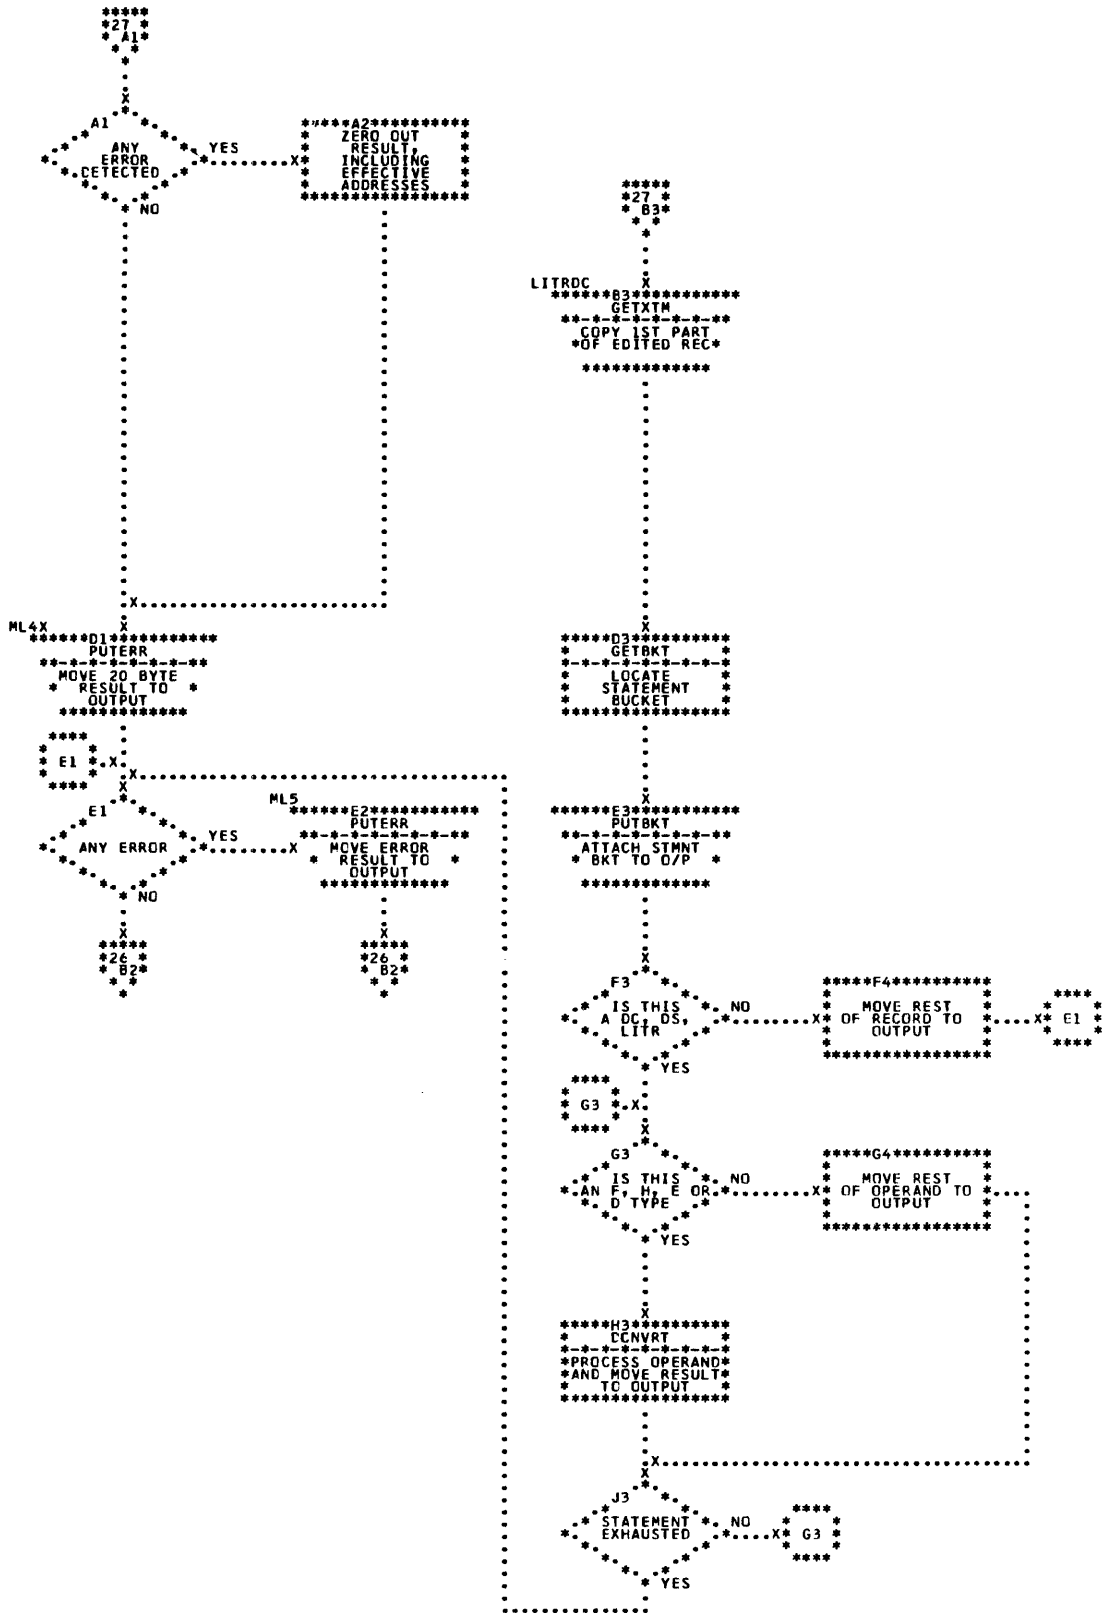 27
A1
A1
ANY
ERROR
DETECTED
YES
NO
A2
ZERO OUT
RESULT,
INCLUDING
EFFECTIVE
ADDRESSES
27
B3
LITRDC
B3
GETXTM
COPY 1ST PART
OF EDITED REC
ML4X
D1
PUTERR
MOVE 20 BYTE
RESULT TO
OUTPUT
D3
GETBKT
LOCATE
STATEMENT
BUCKET
E1
E1
ANY ERROR
YES
NO
ML5
E2
PUTERR
MOVE ERROR
RESULT TO
OUTPUT
E3
PUTBKT
ATTACH STMNT
BKT TO O/P
26
B2
26
B2
F3
IS THIS
A DC, DS,
LITR
NO
YES
F4
MOVE REST
OF RECORD TO
OUTPUT
E1
G3
G3
IS THIS
AN F, H, E OR
D TYPE
NO
YES
G4
MOVE REST
OF OPERAND TO
OUTPUT
H3
DCNVRT
PROCESS OPERAND
AND MOVE RESULT
TO OUTPUT
J3
STATEMENT
EXHAUSTED
NO
YES
G3